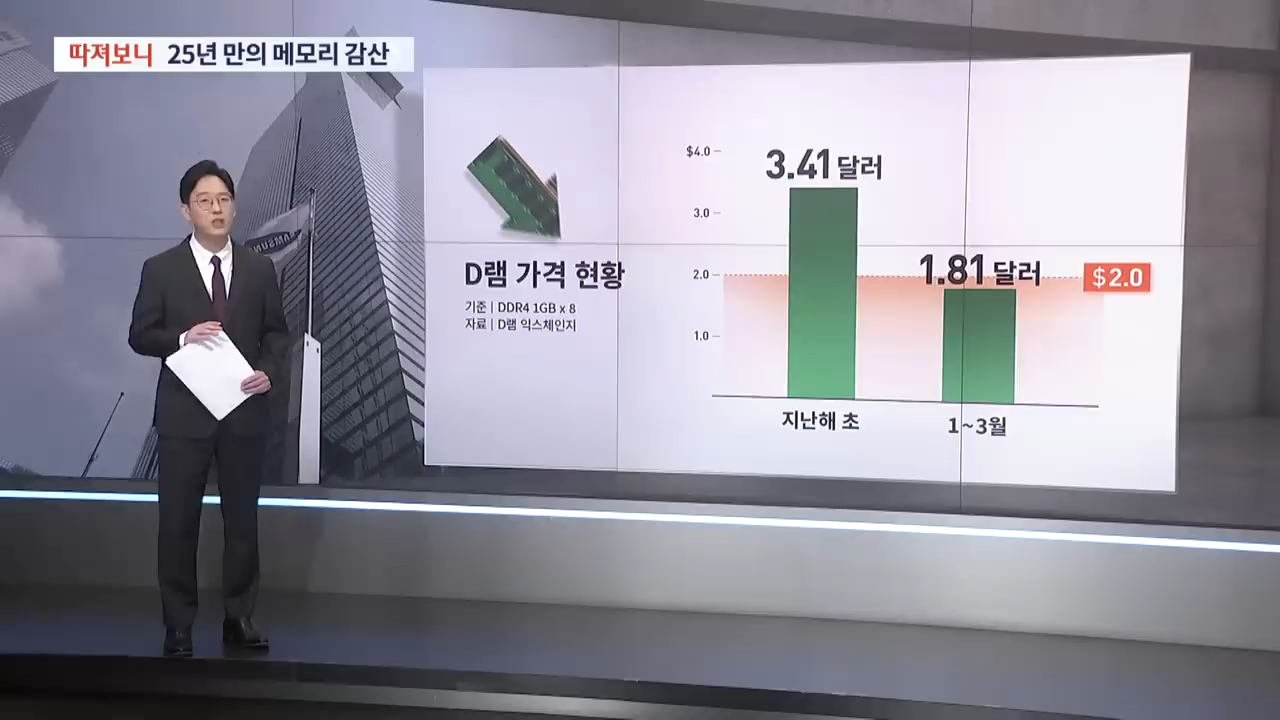 따져보니 25년 만의 메모리 감산
SAMSUNG
D램 가격 현황
기준 | DDR4 1GB x 8
자료 | D램 익스체인지
$4.0
3.0
2.0
1.0
3.41 달러
1.81 달러
$2.0
지난해 초
1~3월